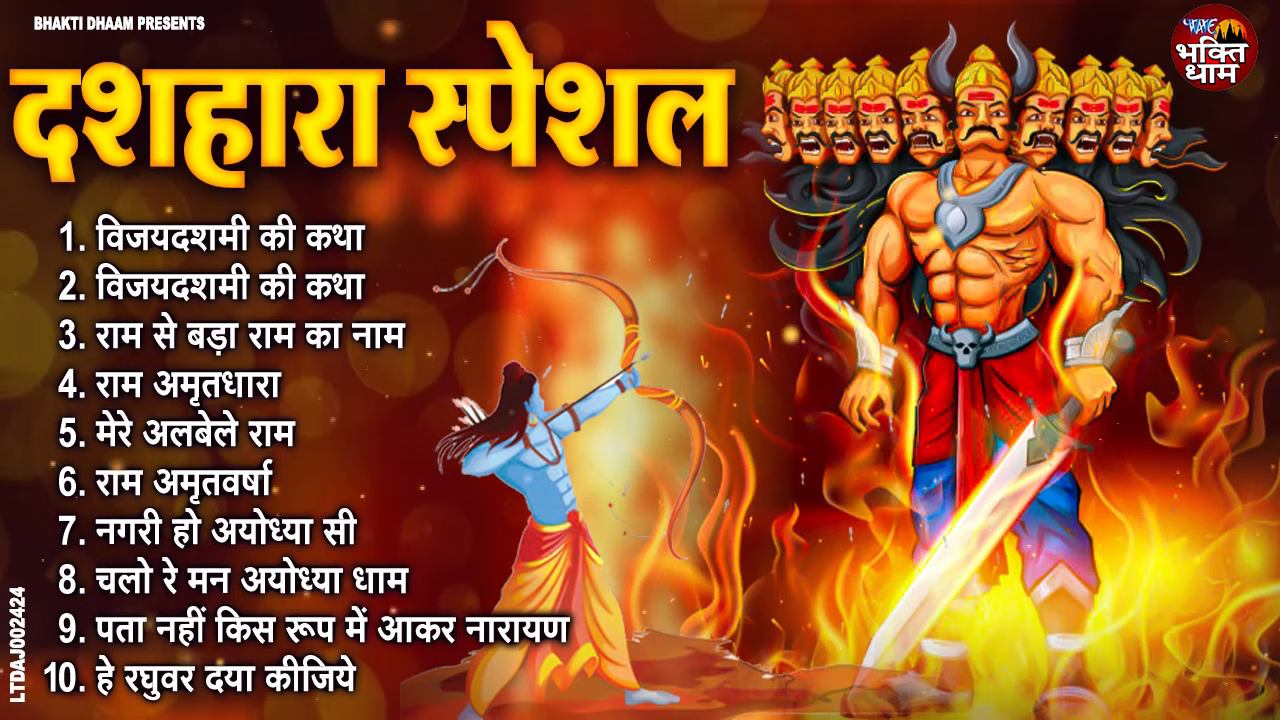 BHAKTI DHAAM PRESENTS
दशहारा स्पेशल
WAVE
भक्ति
धाम
1. विजयदशमी की कथा
2. विजयदशमी की कथा
3. राम से बड़ा राम का नाम
4. राम अमृतधारा
5. मेरे अलबेले राम
6. राम अमृतवर्षा
7. नगरी हो अयोध्या सी
8. चलो रे मन अयोध्या धाम
9. पता नहीं किस रूप में आकर नारायण
10. हे रघुवर दया कीजिये
LTDAJ002424